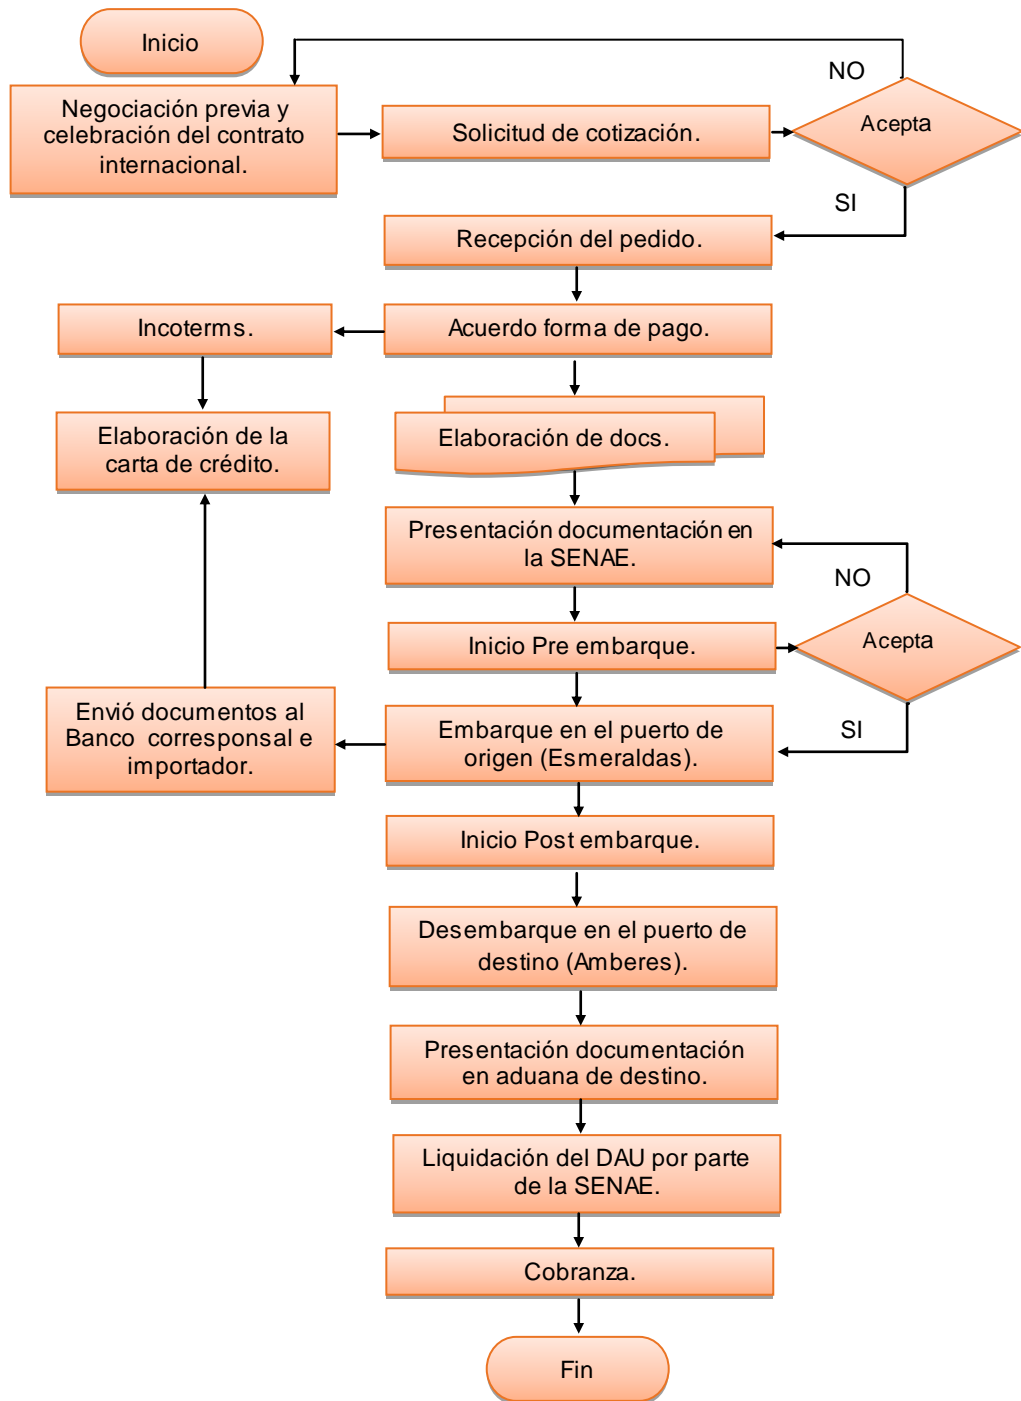 Inicio
NO
Negociación previa y
celebración del contrato
internacional.
Solicitud de cotización.
Acepta
SI
Recepción del pedido.
Incoterms.
Acuerdo forma de pago.
Elaboración de la
carta de crédito.
Elaboración de docs.
Presentación documentación en
la SENAE.
NO
Inicio Pre embarque.
Acepta
Envió documentos al
Banco corresponsal e
importador.
Embarque en el puerto de
origen (Esmeraldas).
SI
Inicio Post embarque.
Desembarque en el puerto de
destino (Amberes).
Presentación documentación
en aduana de destino.
Liquidación del DAU por parte
de la SENAE.
Cobranza.
Fin